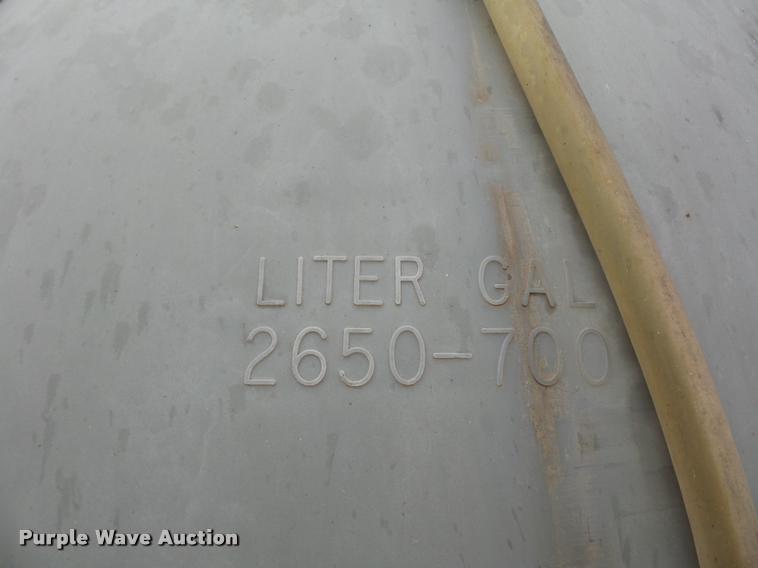 LITER GAL
2650-700
Purple Wave Auction®